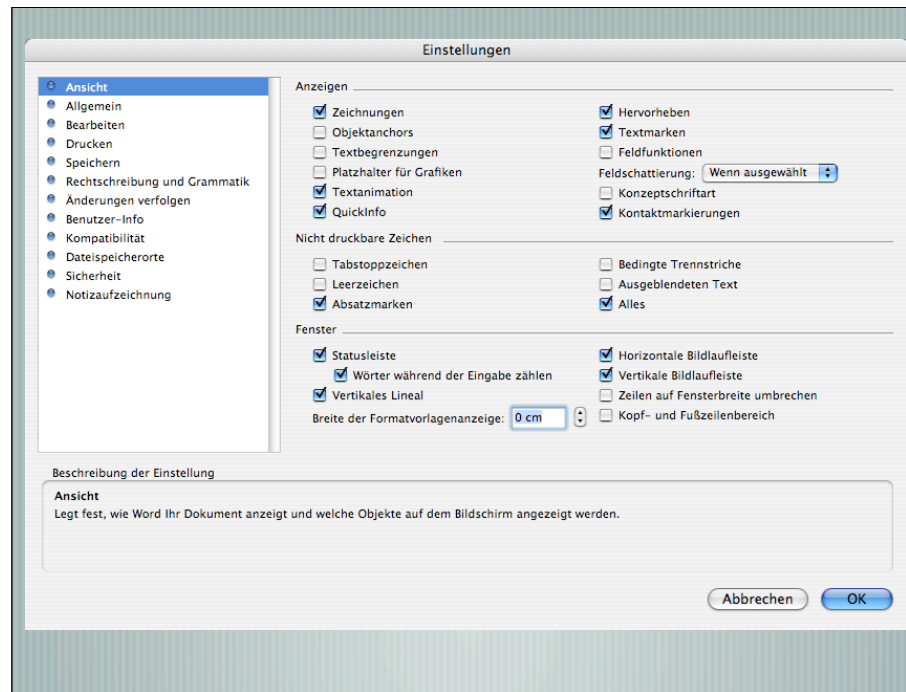 Einstellungen
Ansicht
Allgemein
Bearbeiten
Drucken
Speichern
Rechtschreibung und Grammatik
Änderungen verfolgen
Benutzer-Info
Kompatibilität
Dateispeicherorte
Sicherheit
Notizaufzeichnung
Anzeigen
Zeichnungen
Objektanchors
Textbegrenzungen
Platzhalter für Grafiken
Textanimation
QuickInfo
Hervorheben
Textmarken
Feldfunktionen
Feldschattierung: Wenn ausgewählt
Konzeptschriftart
Kontaktmarkierungen
Nicht druckbare Zeichen
Tabstoppzeichen
Leerzeichen
Absatzmarken
Bedingte Trennstriche
Ausgeblendeten Text
Alles
Fenster
Statusleiste
Wörter während der Eingabe zählen
Vertikales Lineal
Breite der Formatvorlagenanzeige: 0 cm
Horizontale Bildlaufleiste
Vertikale Bildlaufleiste
Zeilen auf Fensterbreite umbrechen
Kopf- und Fußzeilenbereich
Beschreibung der Einstellung
Ansicht
Legt fest, wie Word Ihr Dokument anzeigt und welche Objekte auf dem Bildschirm angezeigt werden.
Abbrechen
OK